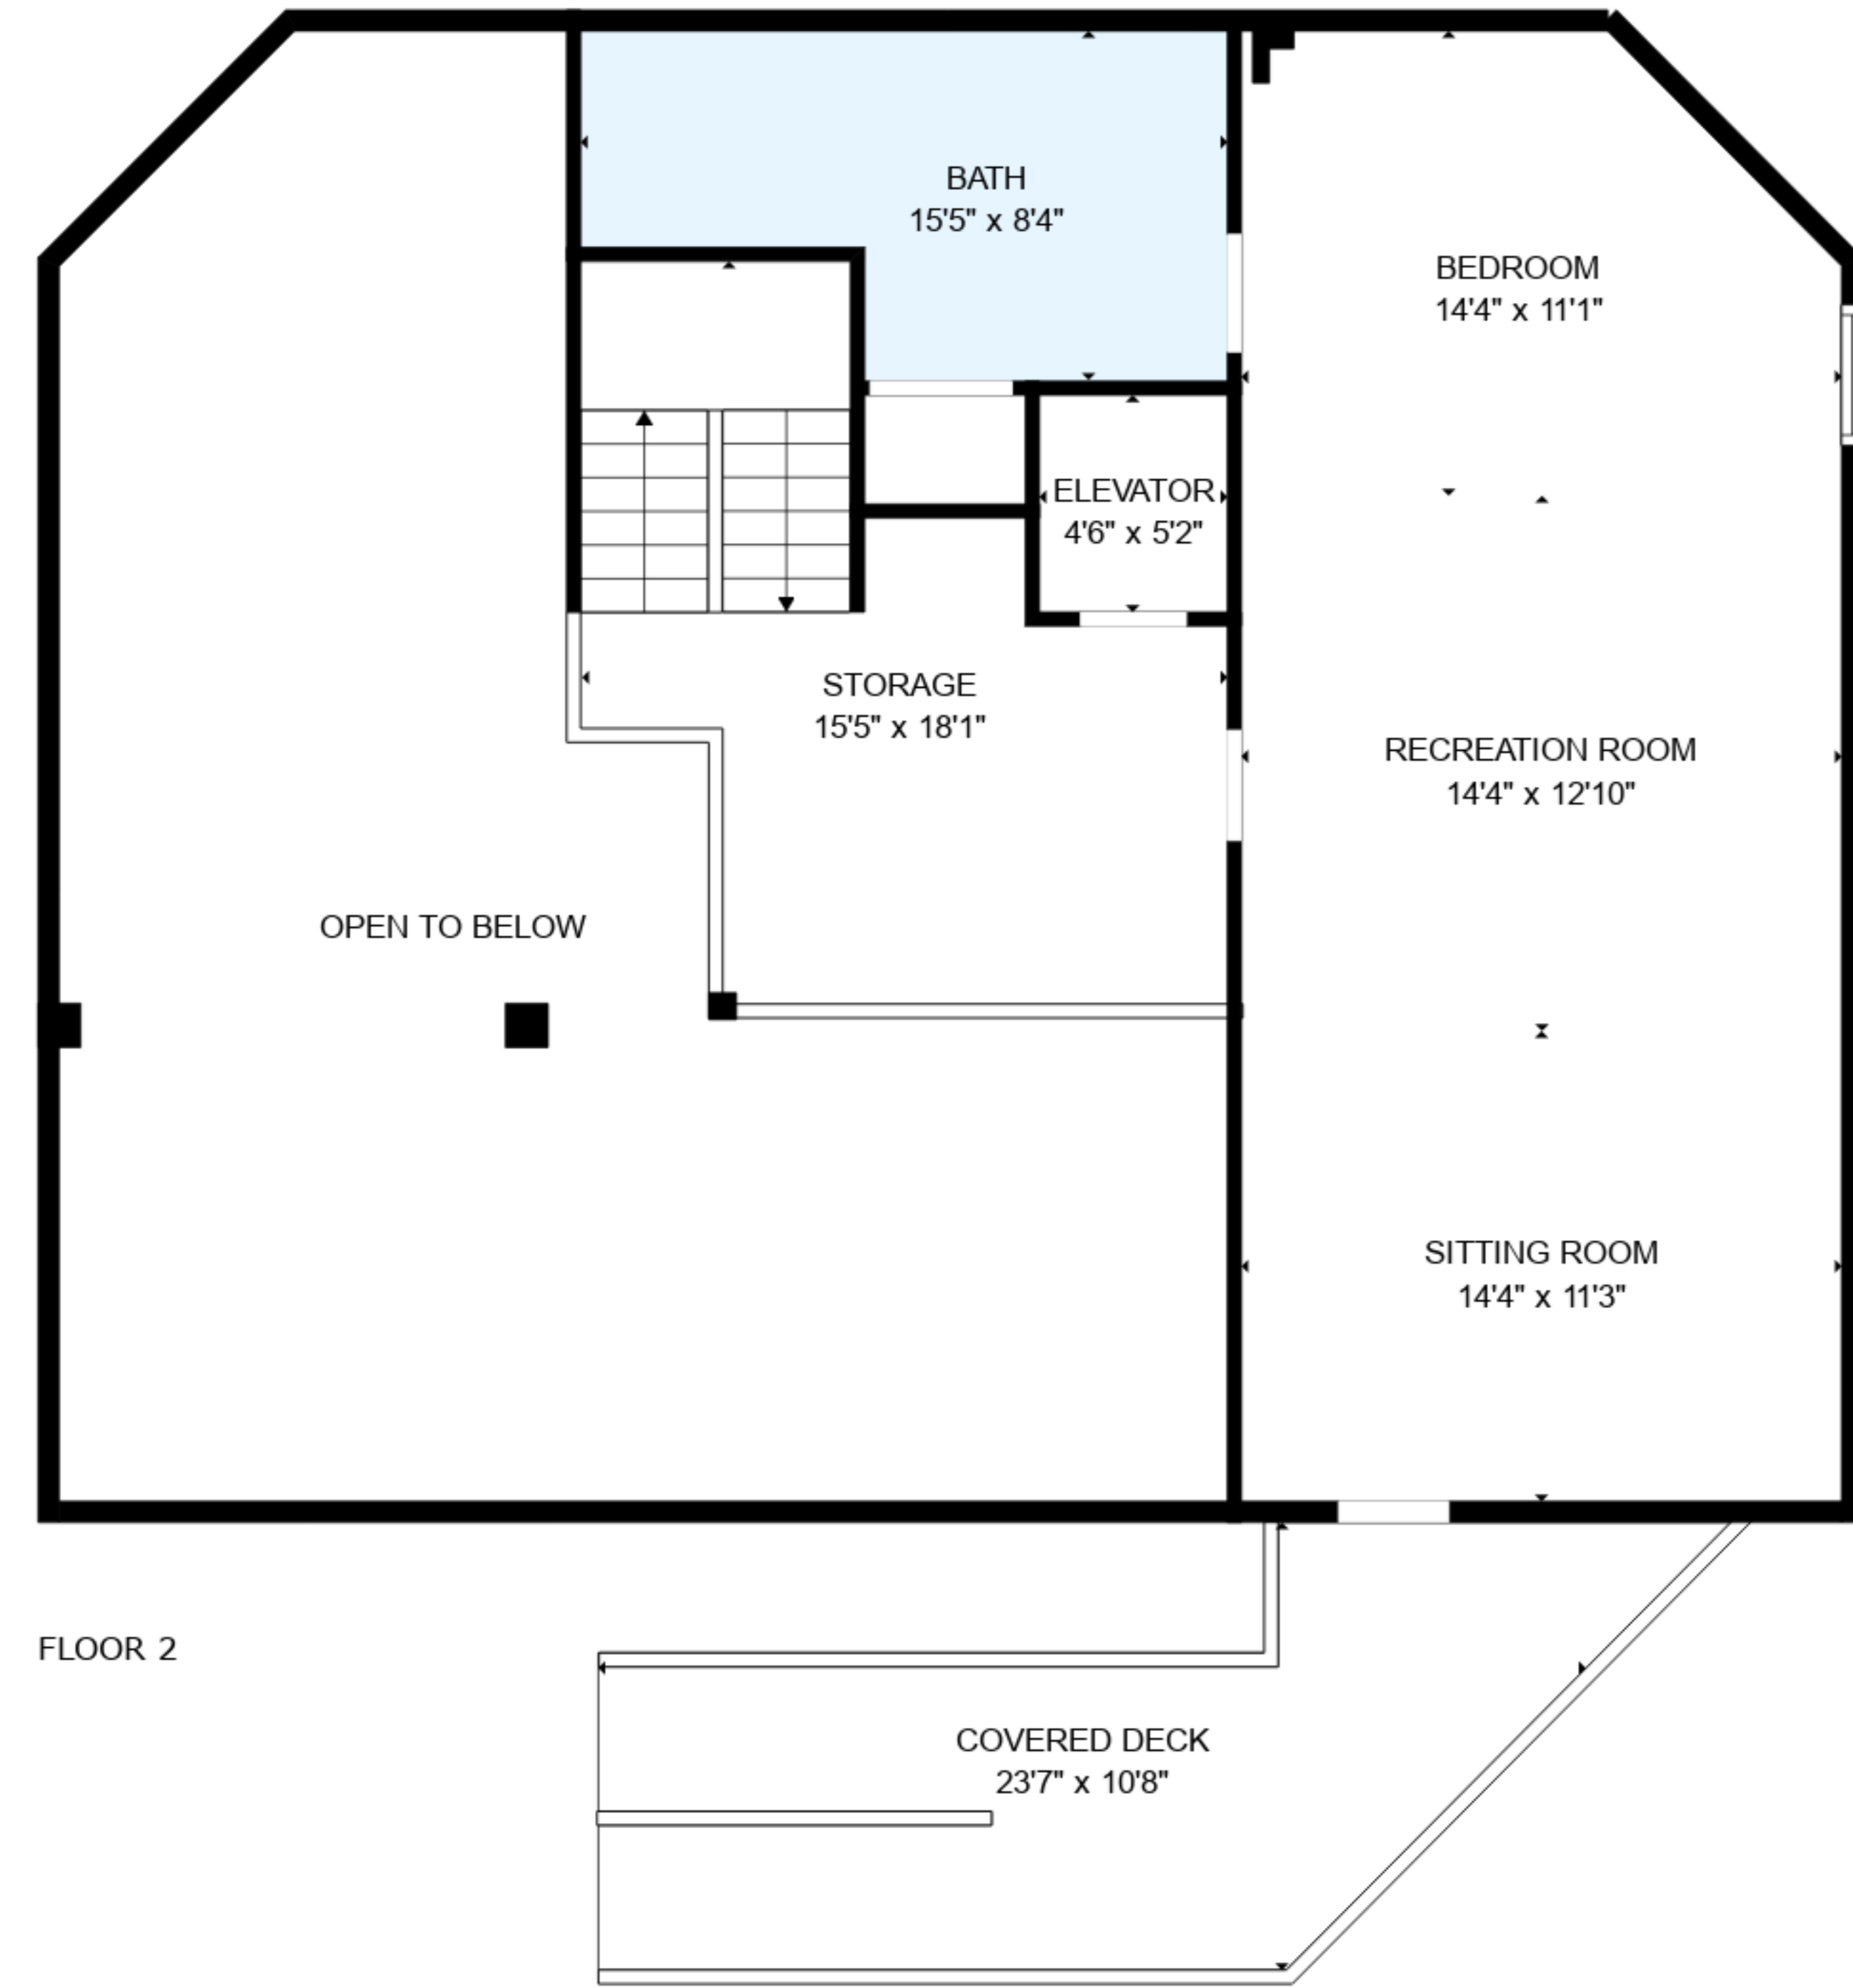 BATH
15'5" x 8'4"
BEDROOM
14'4" x 11'1"
ELEVATOR
4'6" x 5'2"
STORAGE
15'5" x 18'1"
RECREATION ROOM
14'4" x 12'10"
OPEN TO BELOW
SITTING ROOM
14'4" x 11'3"
FLOOR 2
COVERED DECK
23'7" x 10'8"